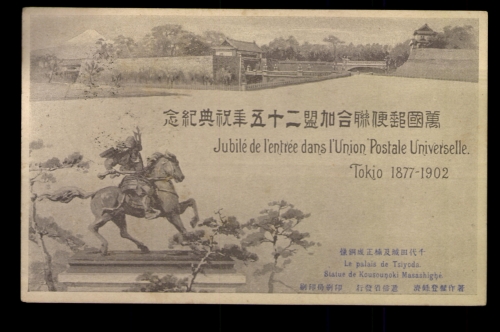 萬國郵便聯合加盟二十五年祝典紀念
Jubilé de l'entrée dans l'Union Postale Universelle.
Tokio 1877-1902
千代田城及楠正成銅像
Le palais de Tsiyoda.
Statue de Kousounoki Massashighé.